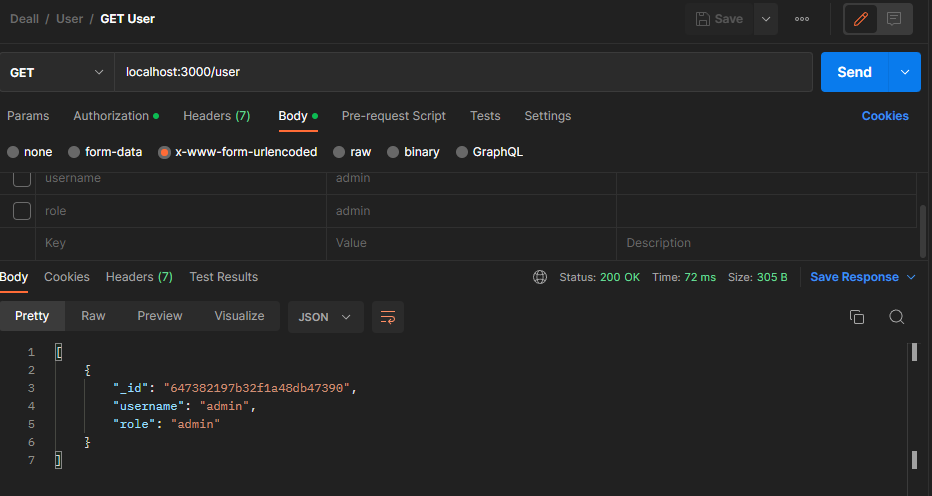 Deall / User / GET User Save
GET localhost:3000/user Send
Params Authorization Headers (7) Body Pre-request Script Tests Settings Cookies
none form-data x-www-form-urlencoded raw binary GraphQL
username admin
role admin
Key Value Description
Body Cookies Headers (7) Test Results Status: 200 OK Time: 72 ms Size: 305 B Save Response
Pretty Raw Preview Visualize JSON
1 [
2 {
3 "_id": "647382197b32f1a48db47390",
4 "username": "admin",
5 "role": "admin"
6 }
7 ]